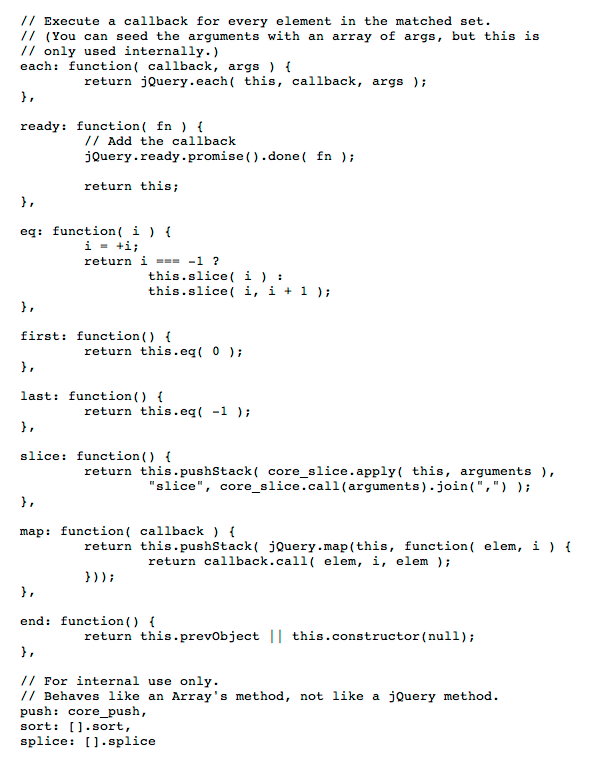 // Execute a callback for every element in the matched set.
// (You can seed the arguments with an array of args, but this is
// only used internally.)
each: function( callback, args ) {
        return jQuery.each( this, callback, args );
},

ready: function( fn ) {
        // Add the callback
        jQuery.ready.promise().done( fn );

        return this;
},

eq: function( i ) {
        i = +i;
        return i === -1 ?
                this.slice( i ) :
                this.slice( i, i + 1 );
},

first: function() {
        return this.eq( 0 );
},

last: function() {
        return this.eq( -1 );
},

slice: function() {
        return this.pushStack( core_slice.apply( this, arguments ),
                "slice", core_slice.call(arguments).join(",") );
},

map: function( callback ) {
        return this.pushStack( jQuery.map(this, function( elem, i ) {
                return callback.call( elem, i, elem );
        }));
},

end: function() {
        return this.prevObject || this.constructor(null);
},

// For internal use only.
// Behaves like an Array's method, not like a jQuery method.
push: core_push,
sort: [].sort,
splice: [].splice